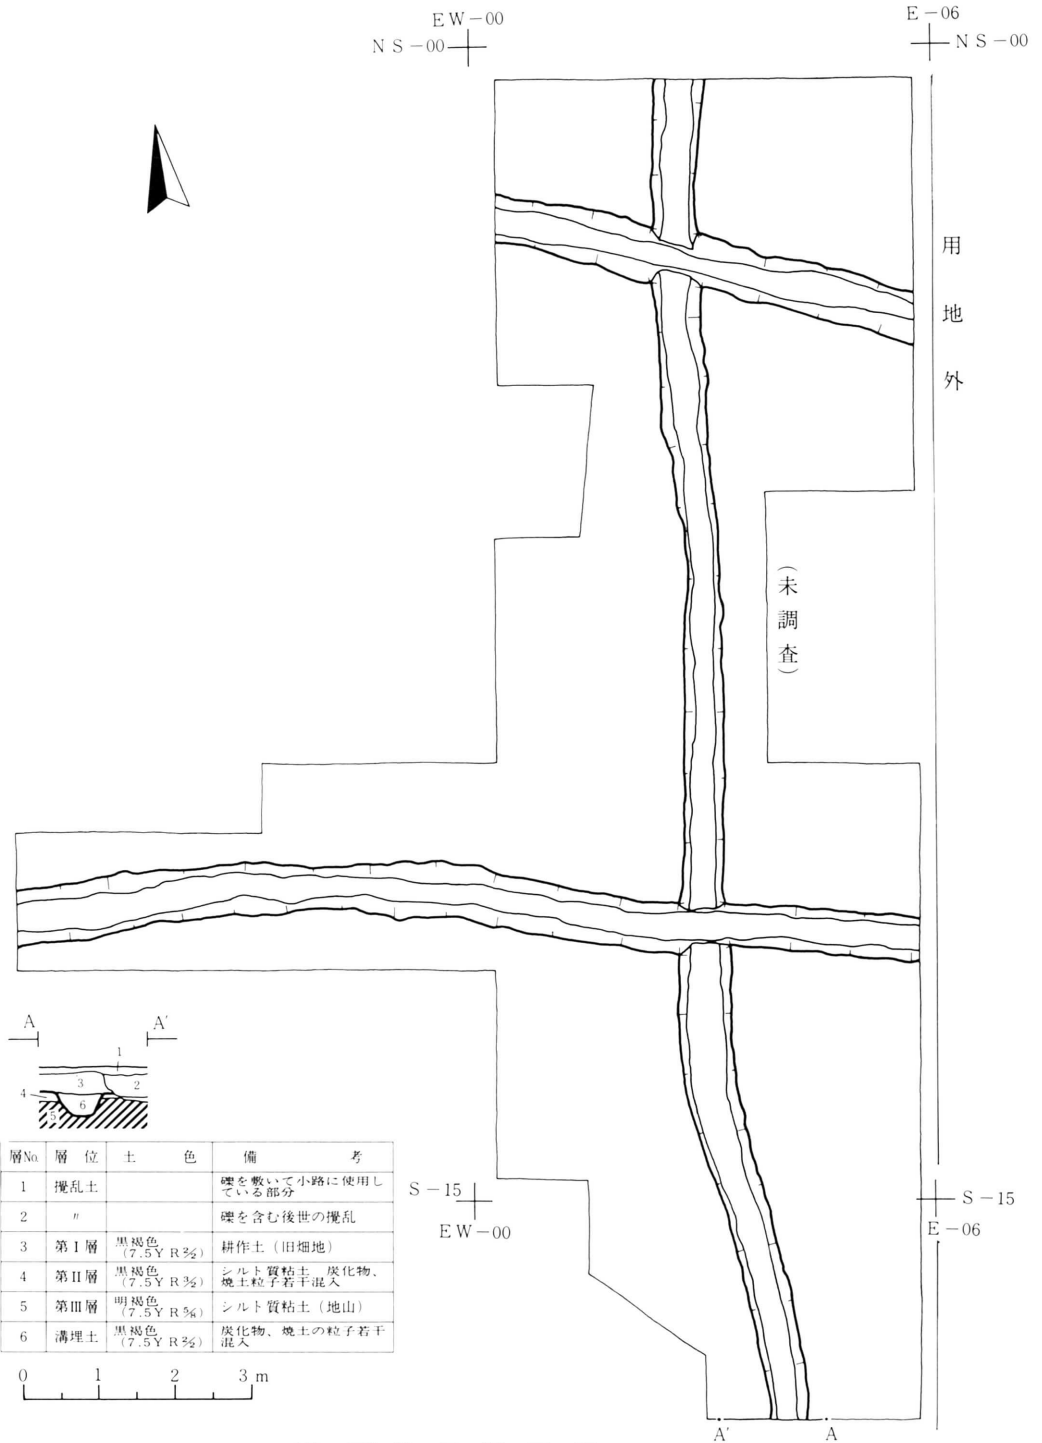 EW-00
NS-00
E-06
NS-00
用地外
(未調査)
A
A′
1
3
2
4
6
5
層No. 層位 土色 備考
1 攪乱土 礫を敷いて小路に使用し
ている部分
2 〃 礫を含む後世の攪乱
3 第Ⅰ層 黒褐色
(7.5YR 3/2) 耕作土(旧畑地)
4 第Ⅱ層 黒褐色
(7.5YR 3/2) シルト質粘土 炭化物、
焼土粒子若干混入
5 第Ⅲ層 明褐色
(7.5YR) シルト質粘土(地山)
6 溝埋土 黒褐色
(7.5YR) 炭化物、焼土の粒子若干
混入
S-15
EW-00
S-15
E-06
0 1 2 3m
A′
A